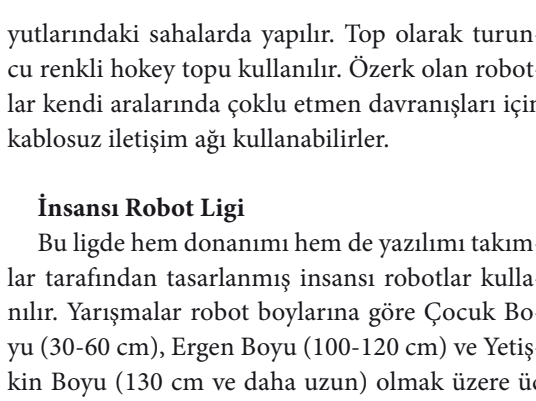 yutlarındaki sahalarda yapılır. Top olarak turun-
cu renkli hokey topu kullanılır. Özerk olan robot-
lar kendi aralarında çoklu etmen davranışları için
kablosuz iletişim ağı kullanabilirler.
İnsansı Robot Ligi
Bu ligde hem donanımı hem de yazılımı takım-
lar tarafından tasarlanmış insansı robotlar kulla-
nılır. Yarışmalar robot boylarına göre Çocuk Bo-
yu (30-60 cm), Ergen Boyu (100-120 cm) ve Yetiş-
kin Boyu (130 cm ve daha uzun) olmak üzere üç